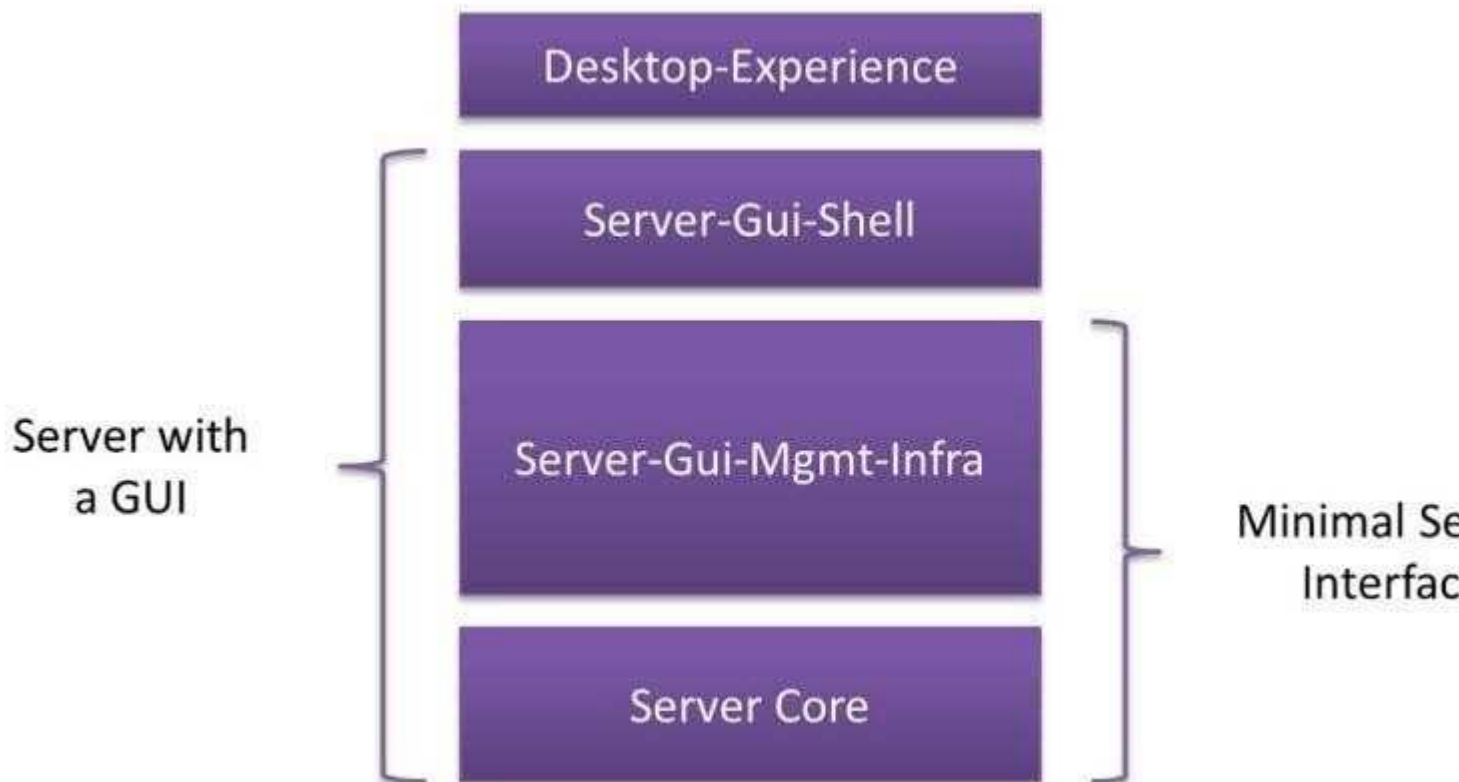 Desktop-Experience
Server-Gui-Shell
Server with
a GUI
Server-Gui-Mgmt-Infra
Minimal
Server Core